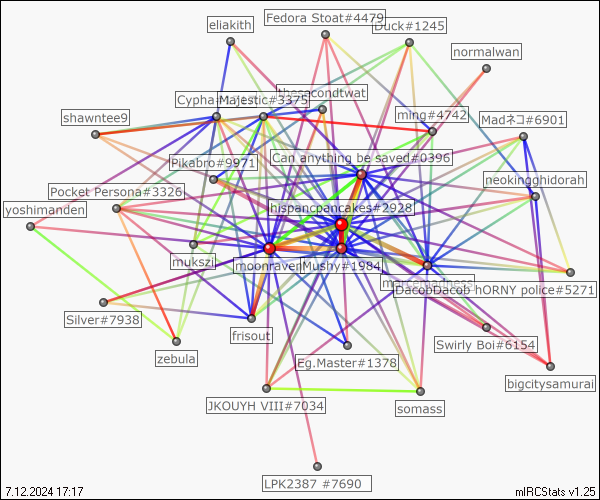 eliakith
Fedora Stoat#4479
Duck#1245
normalwan
Majestic#3375
thesecondtwat
ming#4742
shawntee9
Madネコ#6901
Pikabro#9971
Can anything be saved#0396
neokingghidorah
Pocket Persona#3326
yoshimanden
hispancpancakes#2928
mukszi
moonraven
Mushy#1984
DacobDacob
hORNY police#5271
Silver#7938
frisout
zebula
Eg.Master#1378
Swirly Boi#6154
bigcitysamurai
JKOUYH VIII#7034
somass
LPK2387 #7690
7.12.2024 17:17
mIRCStats v1.25